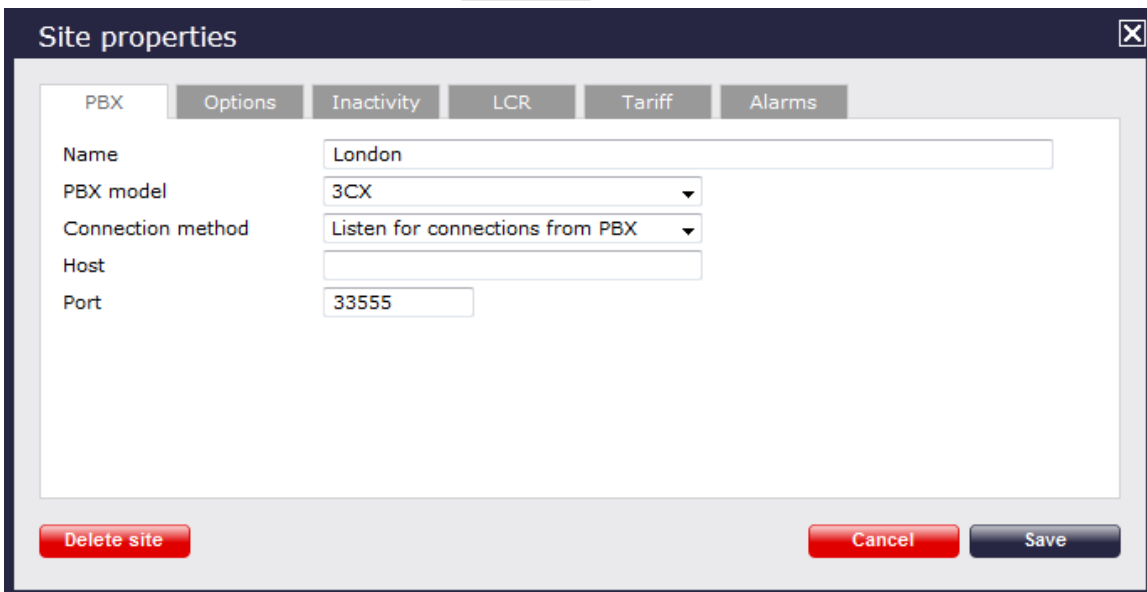 Site properties
PBX Options Inactivity LCR Tariff Alarms
Name London
PBX model 3CX
Connection method Listen for connections from PBX
Host
Port 33555
Delete site Cancel Save